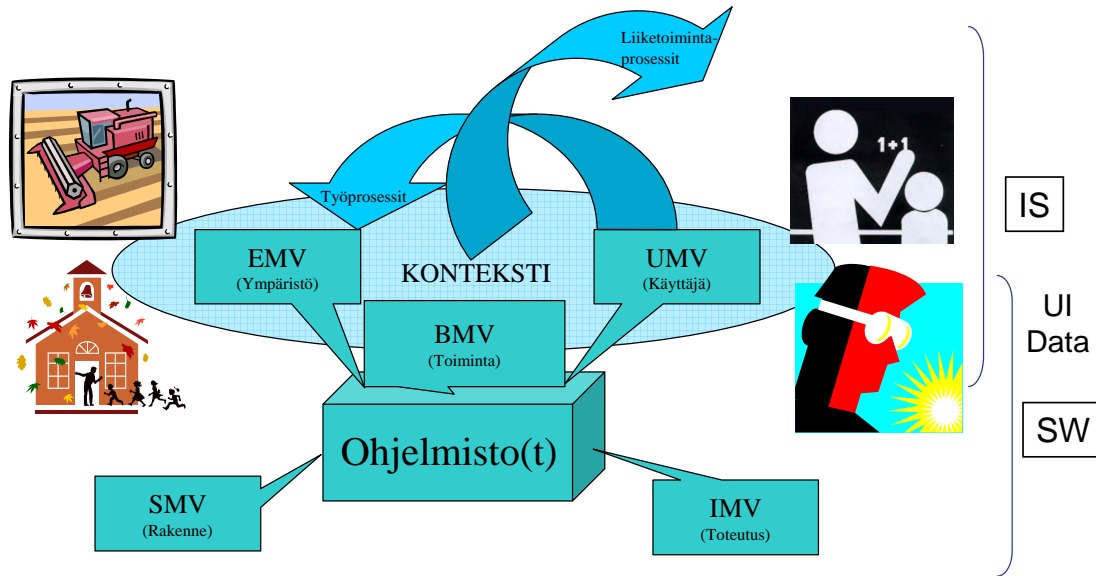 Liiketoiminta-
prosessit
1+1
Työprosessit
IS
EMV
(Ympäristö)
KONTEKSTI
UMV
(Käyttäjä)
BMV
(Toiminta)
UI
Data
Ohjelmisto(t)
SW
SMV
(Rakenne)
IMV
(Toteutus)